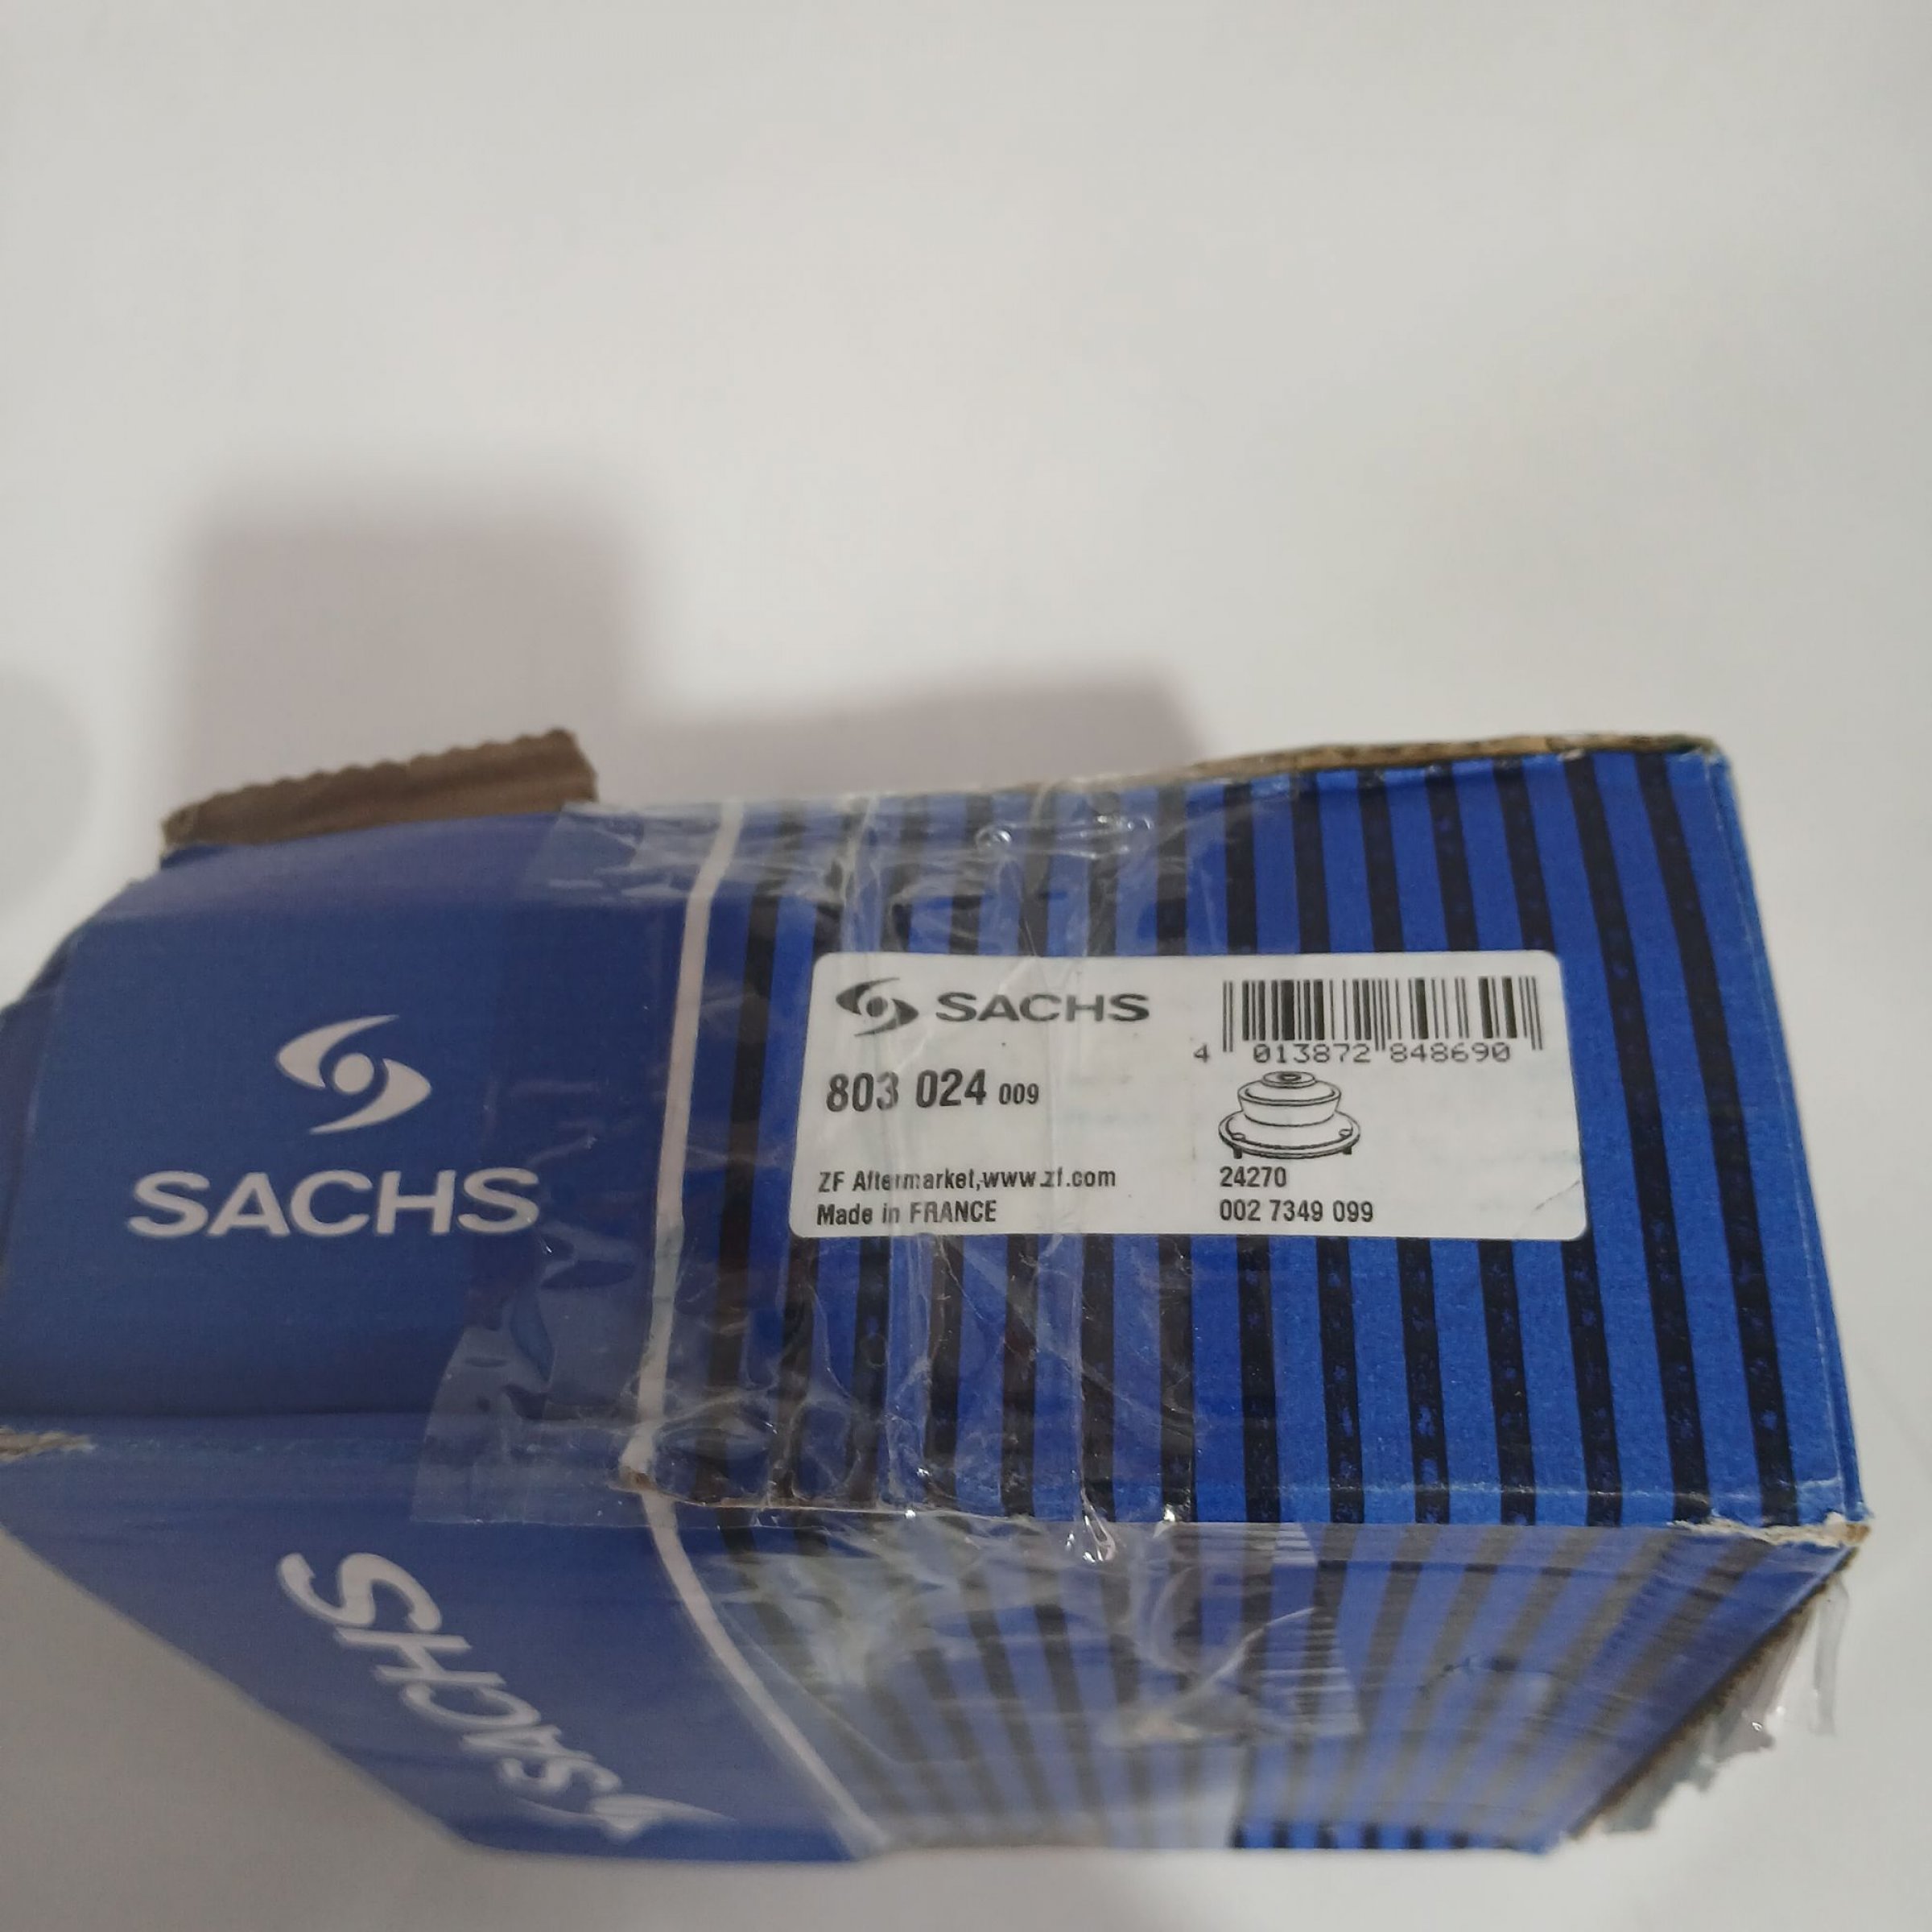 SACHS
SACHS
4 013872 848690
803 024 009
ZF Aftermarket,www.zf.com
Made in FRANCE
24270
002 7349 099
SACHS